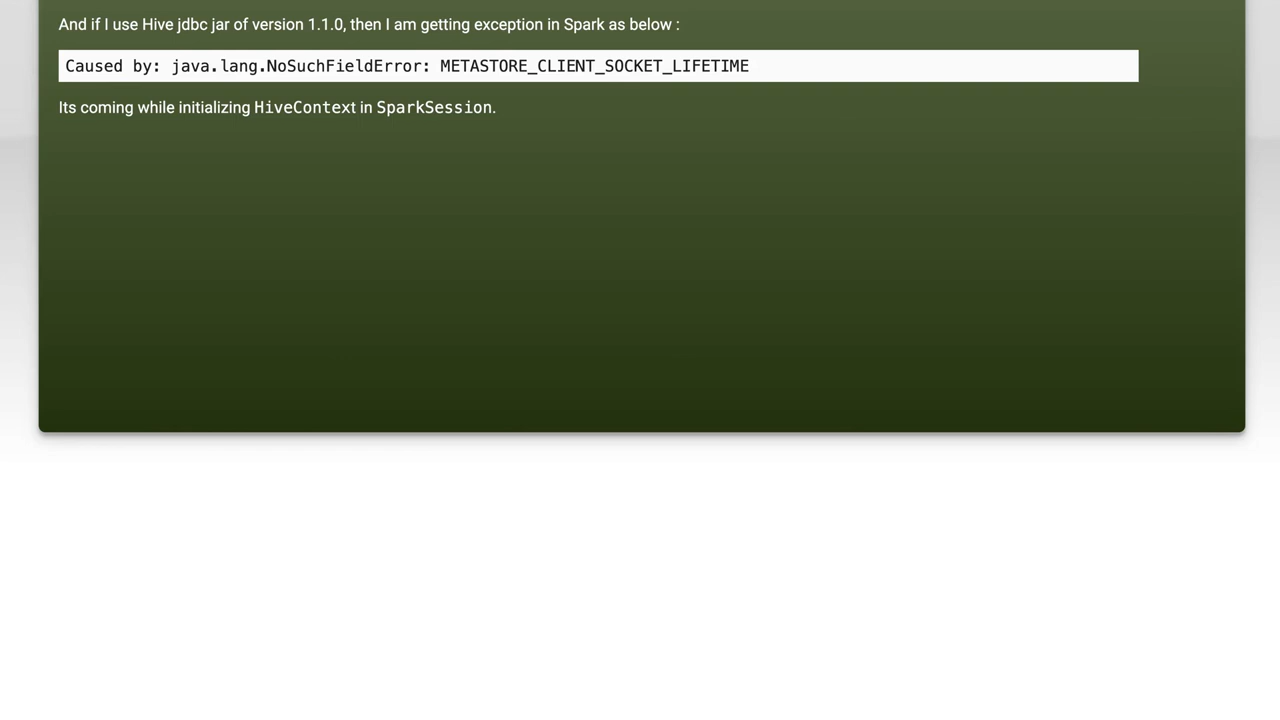 And if I use Hive jdbc jar of version 1.1.0, then I am getting exception in Spark as below :
Caused by: java.lang.NoSuchFieldError: METASTORE_CLIENT_SOCKET_LIFETIME
Its coming while initializing HiveContext in SparkSession.